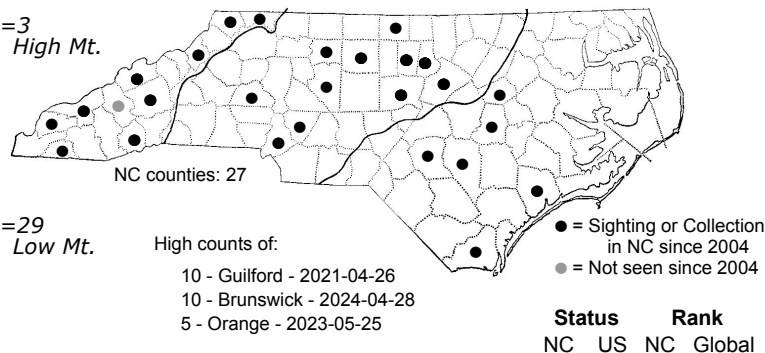 =3
High Mt.
NC counties: 27
=29
Low Mt.
High counts of:
10 - Guilford - 2021-04-26
10 - Brunswick - 2024-04-28
5 - Orange - 2023-05-25
= Sighting or Collection
in NC since 2004
= Not seen since 2004
Status Rank
NC US NC Global